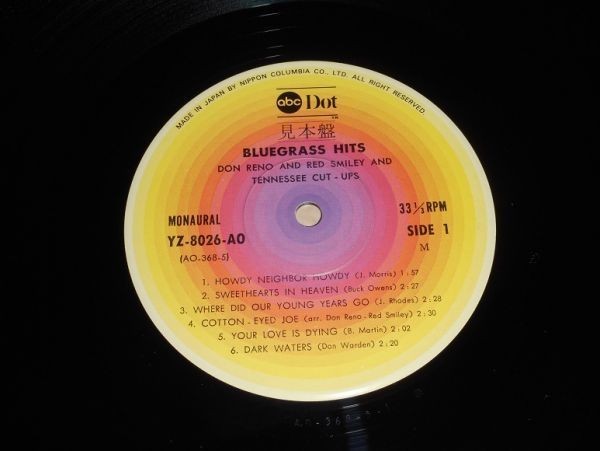 MADE IN JAPAN BY NIPPON COLUMBIA CO., LTD. ALL RIGHT RESERVED.
abc Dot
見本盤
BLUEGRASS HITS
DON RENO AND RED SMILEY AND
TENNESSEE CUT - UPS
MONAURAL
YZ-8026-AO
(AO-368-5)
33 1/3 RPM
SIDE 1
M
1. HOWDY NEIGHBOR HOWDY (J. Morris) 1:57
2. SWEETHEARTS IN HEAVEN (Buck Owens) 2:27
3. WHERE DID OUR YOUNG YEARS GO (J. Rhodes) 2:28
4. COTTON - EYED JOE (arr. Don Reno-Red Smiley) 2:30
5. YOUR LOVE IS DYING (B. Martin) 2:02
6. DARK WATERS (Don Warden) 2:20